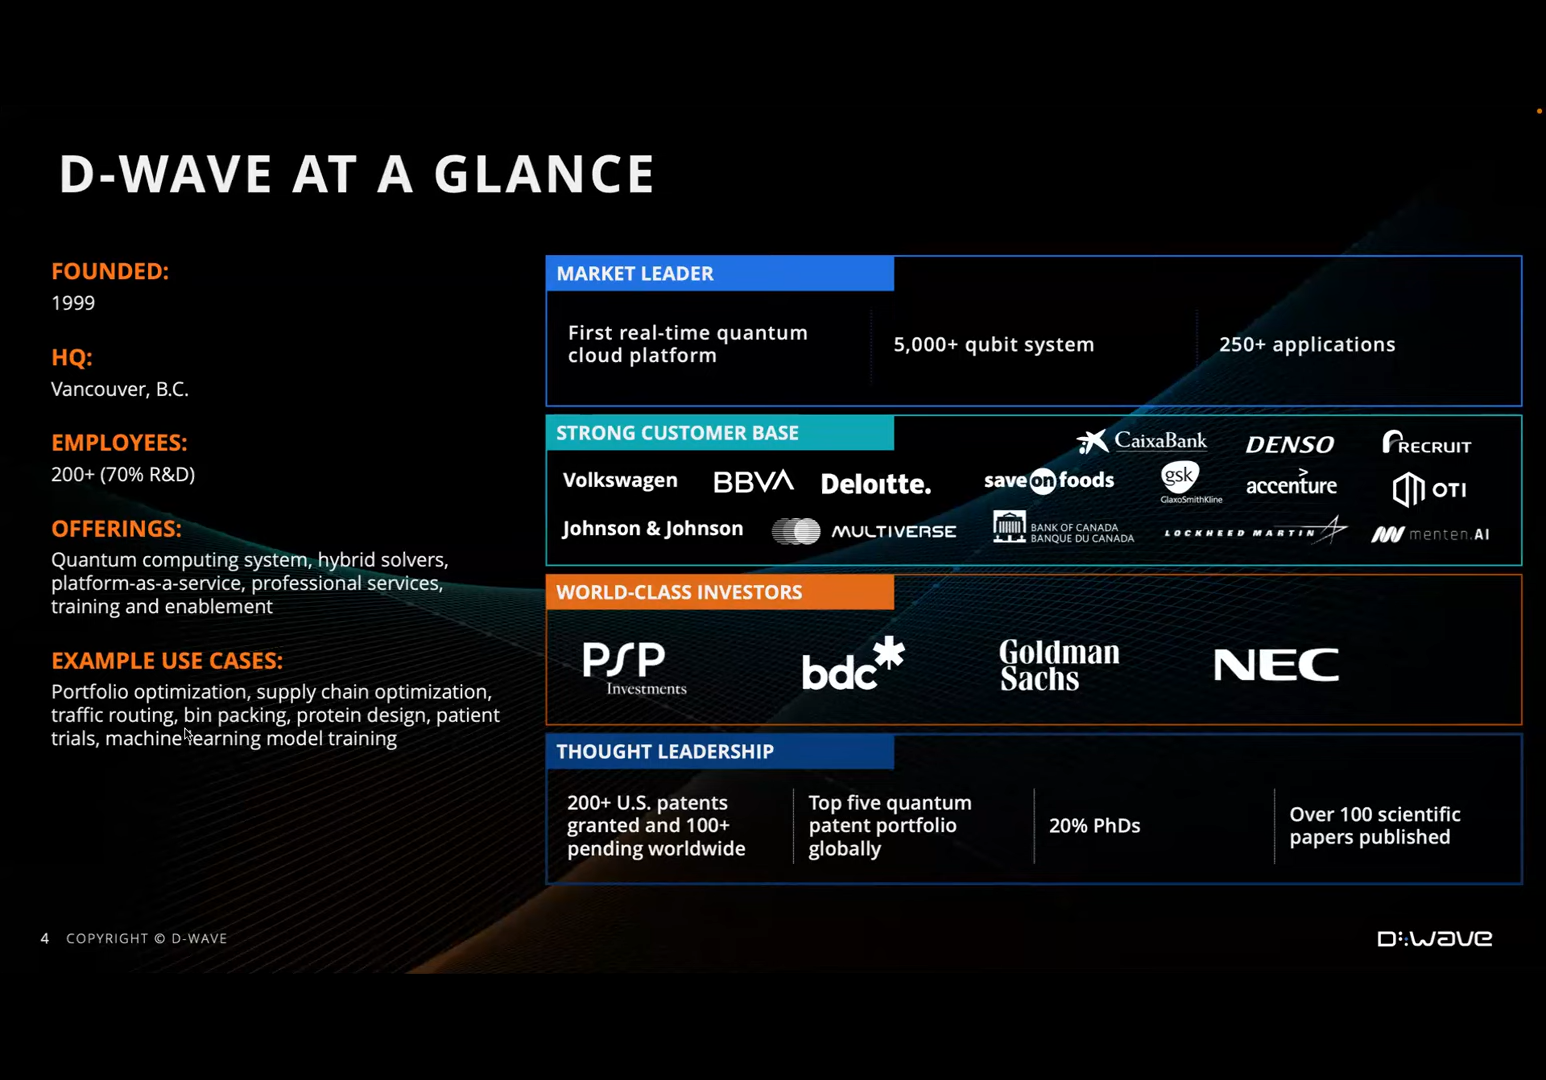 D-WAVE AT A GLANCE
FOUNDED:
1999
HQ:
Vancouver, B.C.
EMPLOYEES:
200+ (70% R&D)
OFFERINGS:
Quantum computing system, hybrid solvers,
platform-as-a-service, professional services,
training and enablement
EXAMPLE USE CASES:
Portfolio optimization, supply chain optimization,
traffic routing, bin packing, protein design, patient
trials, machine learning model training
MARKET LEADER
First real-time quantum
cloud platform
5,000+ qubit system
250+ applications
STRONG CUSTOMER BASE
CaixaBank
DENSO
RECRUIT
Volkswagen
BBVA
Deloitte.
save on foods
gsk
GlaxoSmithKline
accenture
OTI
Johnson & Johnson
MULTIVERSE
BANK OF CANADA
BANQUE DU CANADA
LOCKHEED MARTIN
menten.AI
WORLD-CLASS INVESTORS
PSP
Investments
bdc
Goldman
Sachs
NEC
THOUGHT LEADERSHIP
200+ U.S. patents
granted and 100+
pending worldwide
Top five quantum
patent portfolio
globally
20% PhDs
Over 100 scientific
papers published
4 COPYRIGHT © D-WAVE
D:Wave